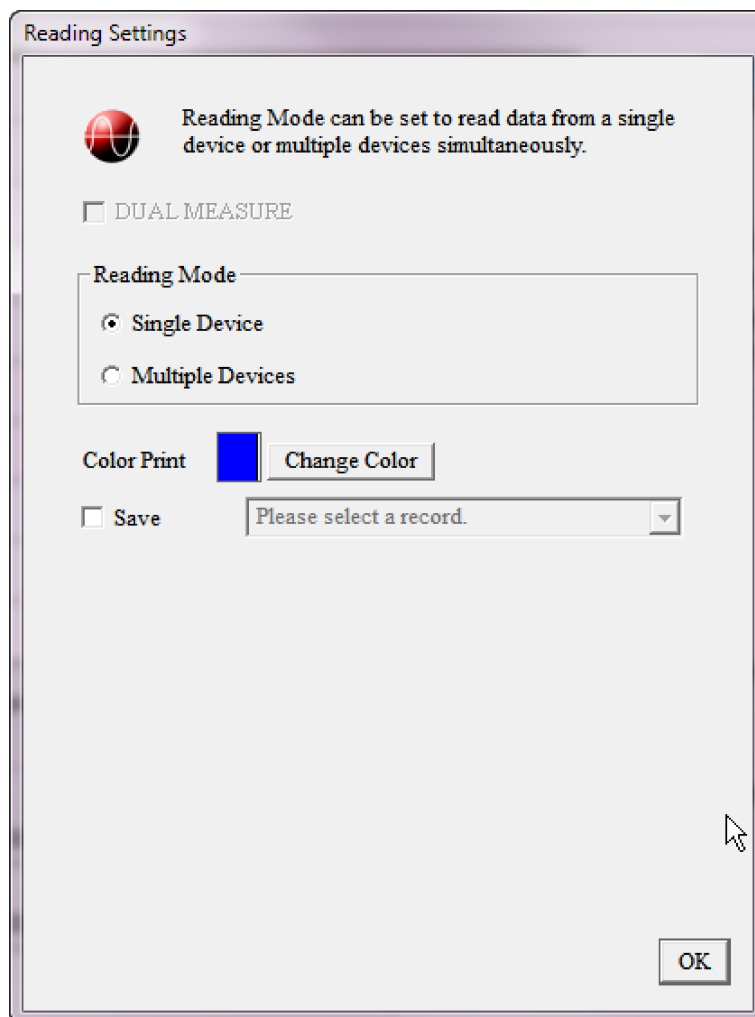 Reading Settings
Reading Mode can be set to read data from a single
device or multiple devices simultaneously.
DUAL MEASURE
Reading Mode
Single Device
Multiple Devices
Color Print Change Color
Save Please select a record.
OK